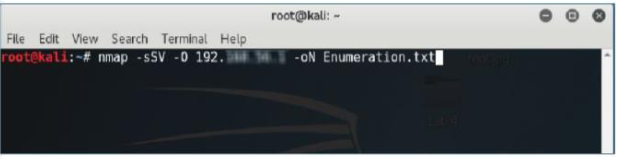 root@kali: ~
File Edit View Search Terminal Help
root@kali:~# nmap -sSV -O 192. -oN Enumeration.txt